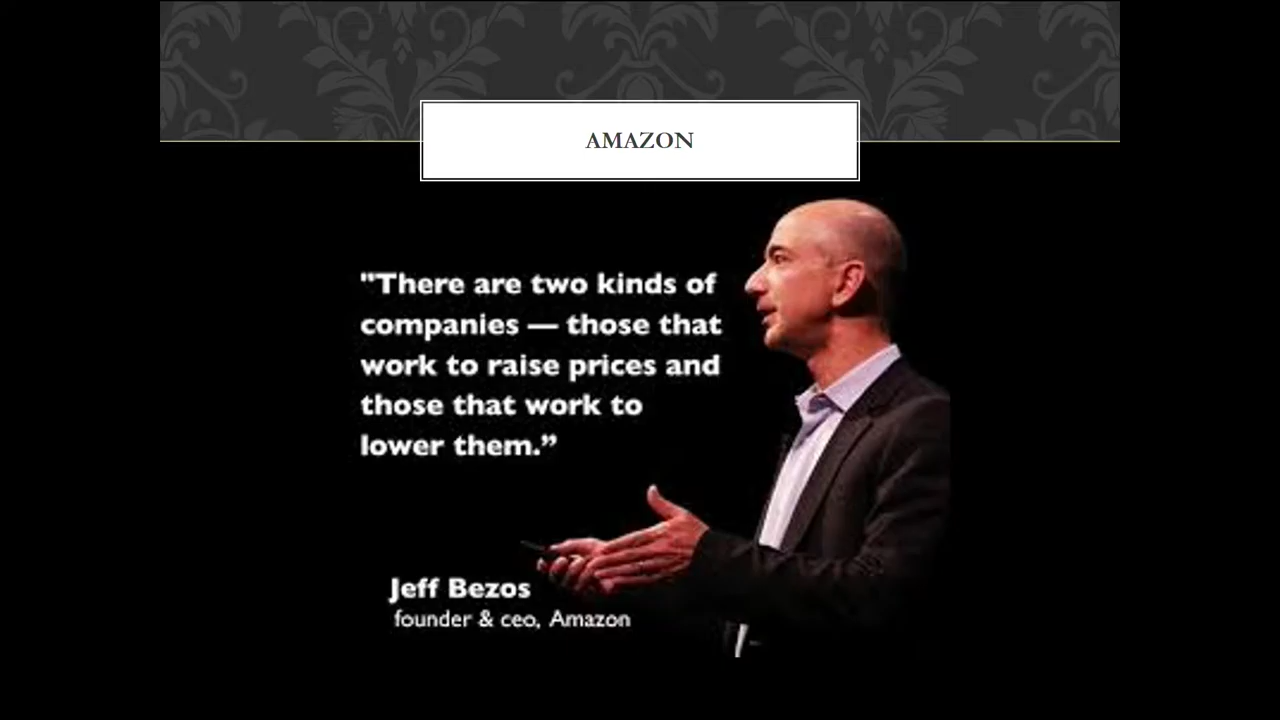 AMAZON
"There are two kinds of
companies — those that
work to raise prices and
those that work to
lower them.”
Jeff Bezos
founder & ceo, Amazon